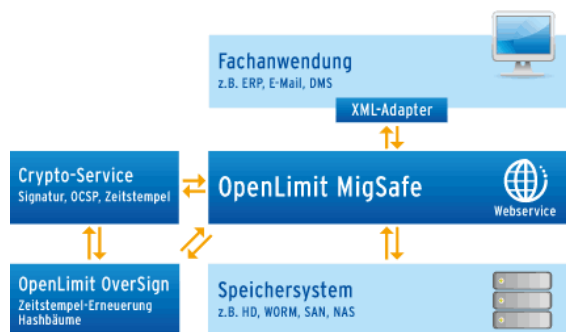 Fachanwendung
z.B. ERP, E-Mail, DMS
XML-Adapter
Crypto-Service
Signatur, OCSP, Zeitstempel
OpenLimit MigSafe
Webservice
OpenLimit OverSign
Zeitstempel-Erneuerung
Hashbäume
Speichersystem
z.B. HD, WORM, SAN, NAS